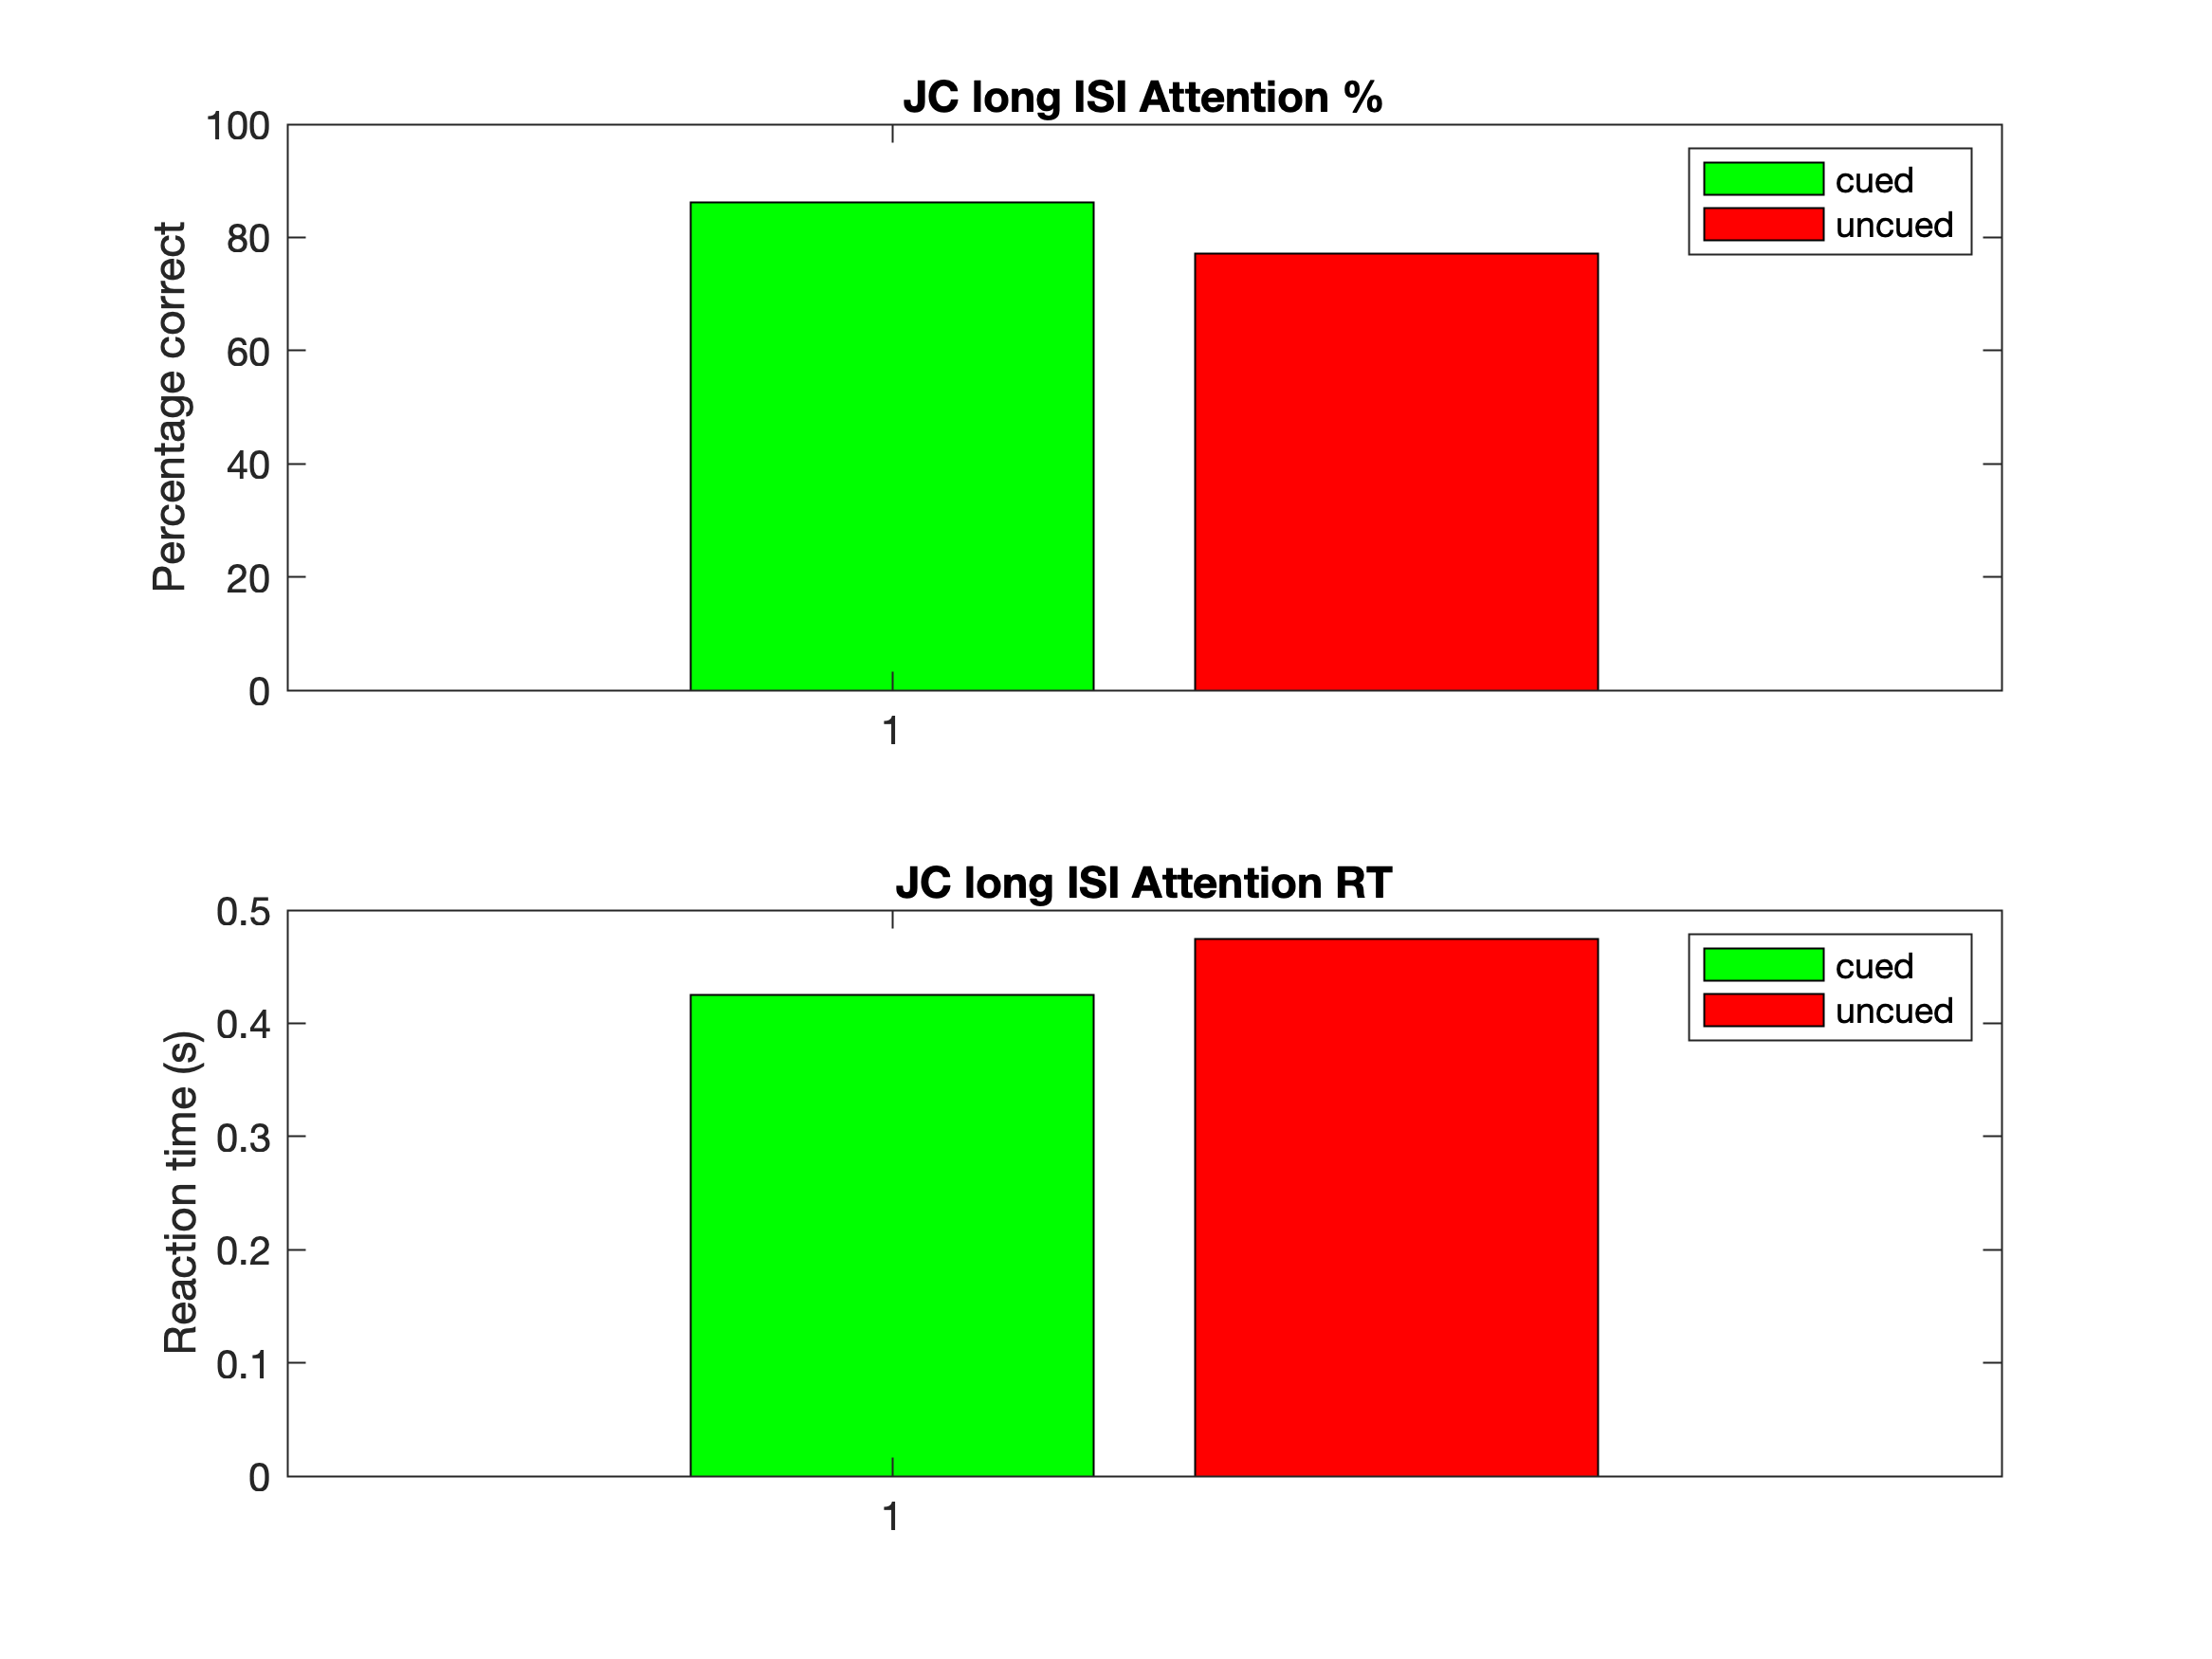 JC long ISI Attention %
Percentage correct
100
80
60
40
20
0
1
cued
uncued
JC long ISI Attention RT
Reaction time (s)
0.5
0.4
0.3
0.2
0.1
0
1
cued
uncued